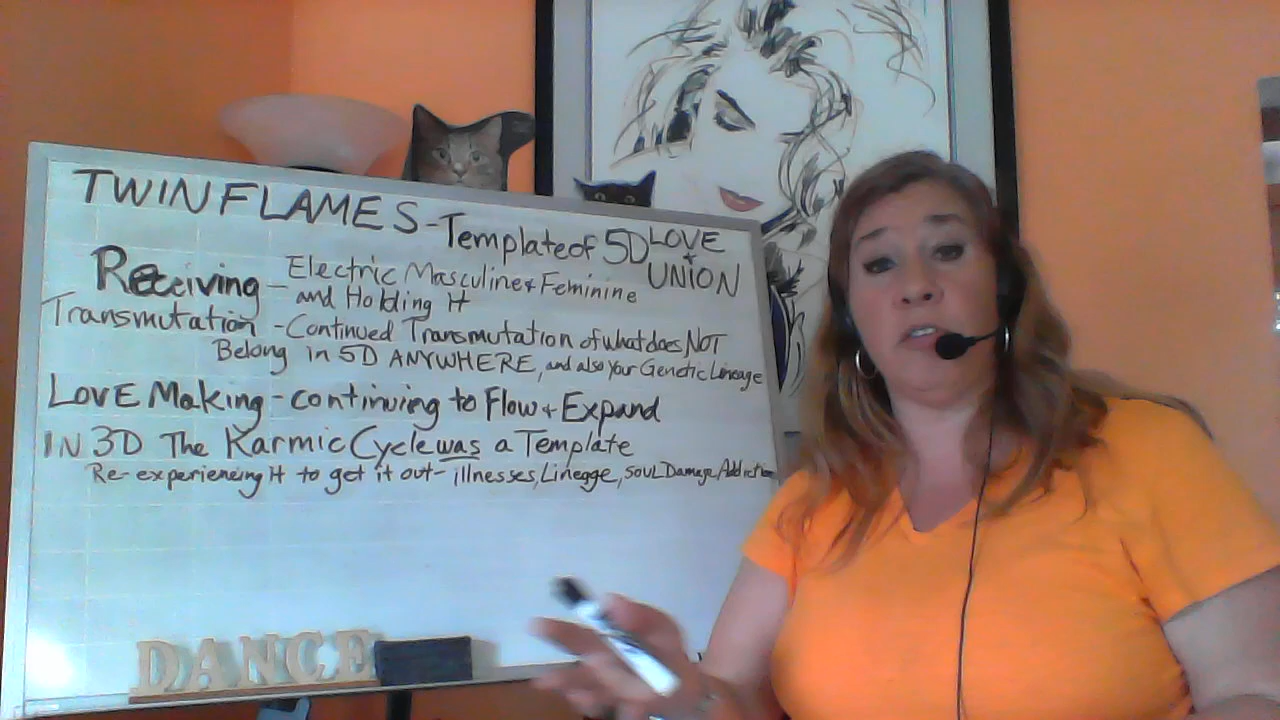 TWIN FLAMES - Template of 5D LOVE + UNION
Receiving - Electric Masculine + Feminine
and Holding It
Transmutation - Continued Transmutation of what does NOT
Belong in 5D ANYWHERE, and also your Genetic Lineage
LOVE Making - continuing to Flow + Expand
IN 3D The Karmic Cycle was a Template
Re-experiencing It to get it out - illnesses, Lineage, SOUL Damage, Addiction
DANCE